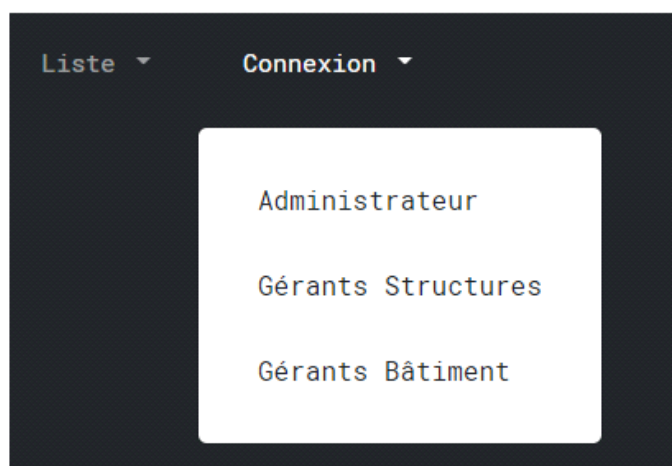 Liste Connexion
Administrateur
Gérants Structures
Gérants Bâtiment